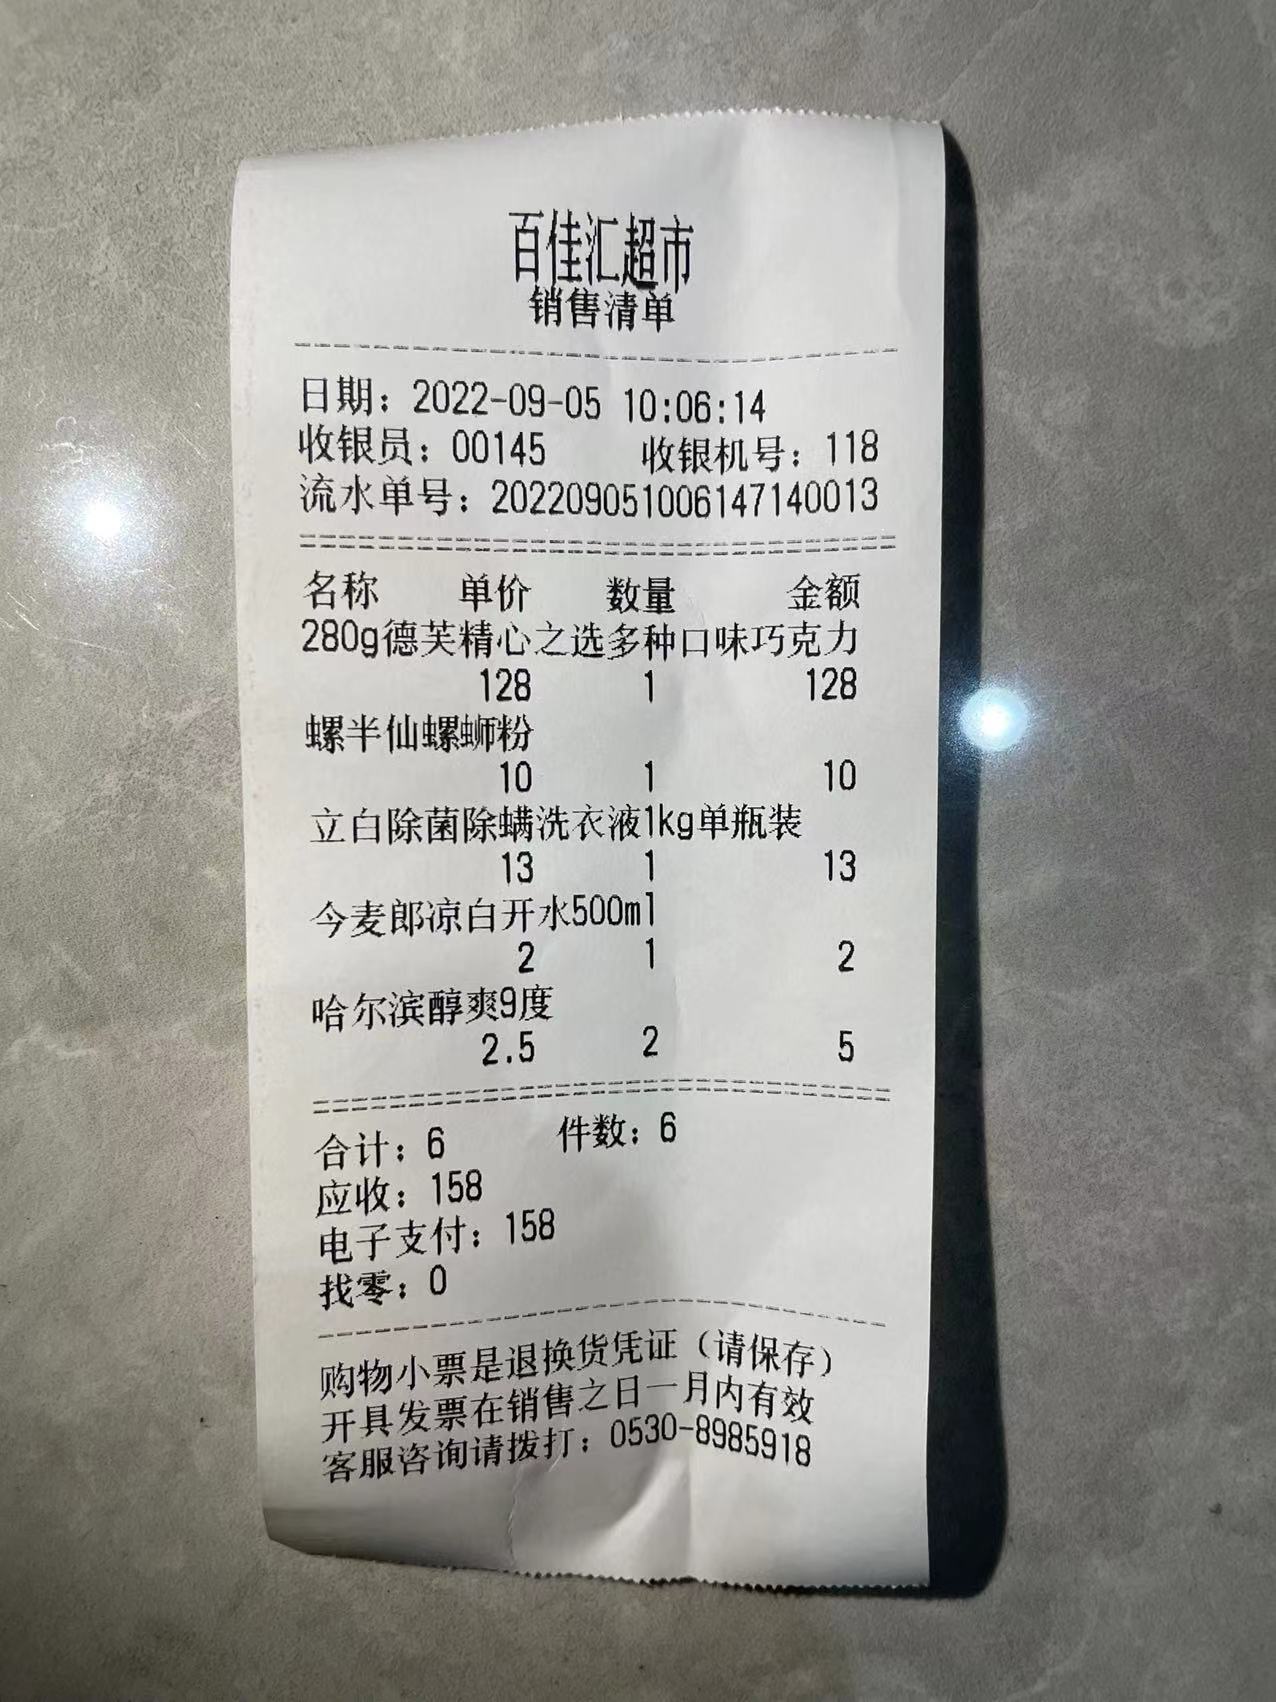 百佳汇超市
销售清单
日期：2022-09-05 10:06:14
收银员：00145 收银机号：118
流水单号：202209051006147140013
名称 单价 数量 金额
280g德芙精心之选多种口味巧克力
128 1 128
螺半仙螺蛳粉
10 1 10
立白除菌除螨洗衣液1kg单瓶装
13 1 13
今麦郎凉白开水500ml
2 1 2
哈尔滨醇爽9度
2.5 2 5
合计：6 件数：6
应收：158
电子支付：158
找零：0
购物小票是退换货凭证（请保存）
开具发票在销售之日一月内有效
客服咨询请拨打：0530-8985918